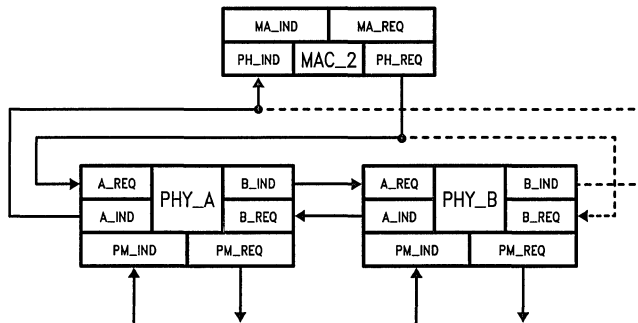 MA_IND MA_REQ
PH_IND MAC_2 PH_REQ
A_REQ PHY_A B_IND A_REQ PHY_B B_IND
A_IND B_REQ A_IND B_REQ
PM_IND PM_REQ PM_IND PM_REQ